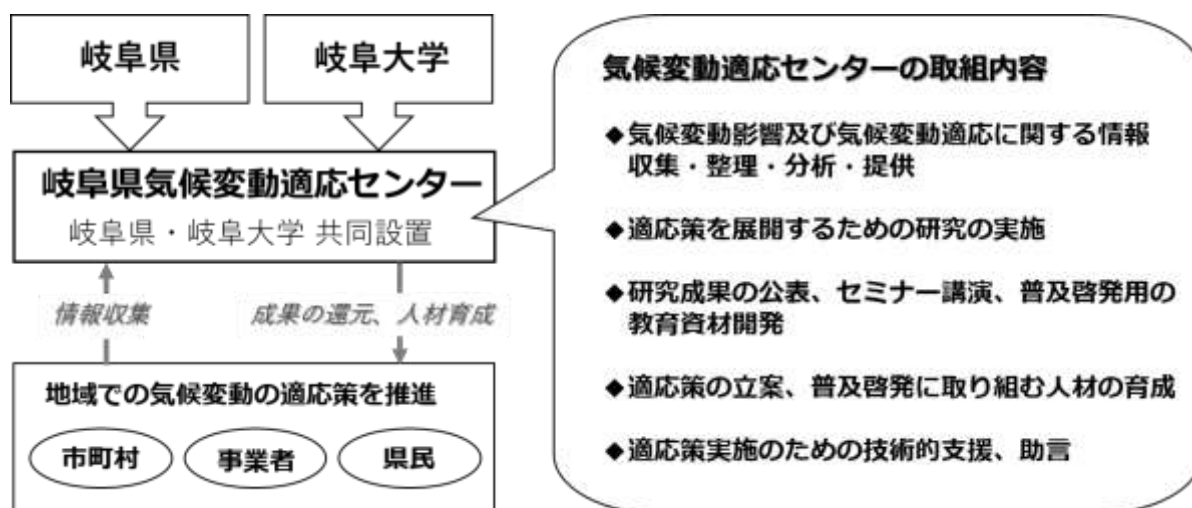 岐阜県
岐阜大学
岐阜県気候変動適応センター
岐阜県・岐阜大学 共同設置
情報収集
成果の還元、人材育成
地域での気候変動の適応策を推進
市町村
事業者
県民
気候変動適応センターの取組内容
◆気候変動影響及び気候変動適応に関する情報
収集・整理・分析・提供
◆適応策を展開するための研究の実施
◆研究成果の公表、セミナー講演、普及啓発用の
教育資材開発
◆適応策の立案、普及啓発に取り組む人材の育成
◆適応策実施のための技術的支援、助言